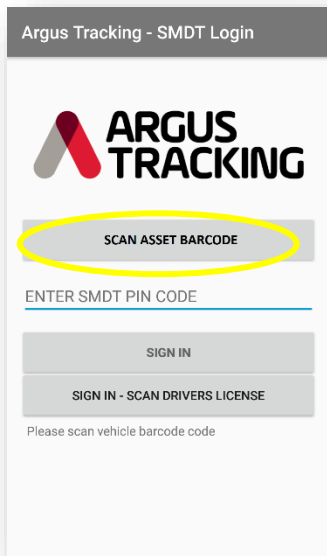 Argus Tracking - SMDT Login
ARGUS
TRACKING
SCAN ASSET BARCODE
ENTER SMDT PIN CODE
SIGN IN
SIGN IN - SCAN DRIVERS LICENSE
Please scan vehicle barcode code